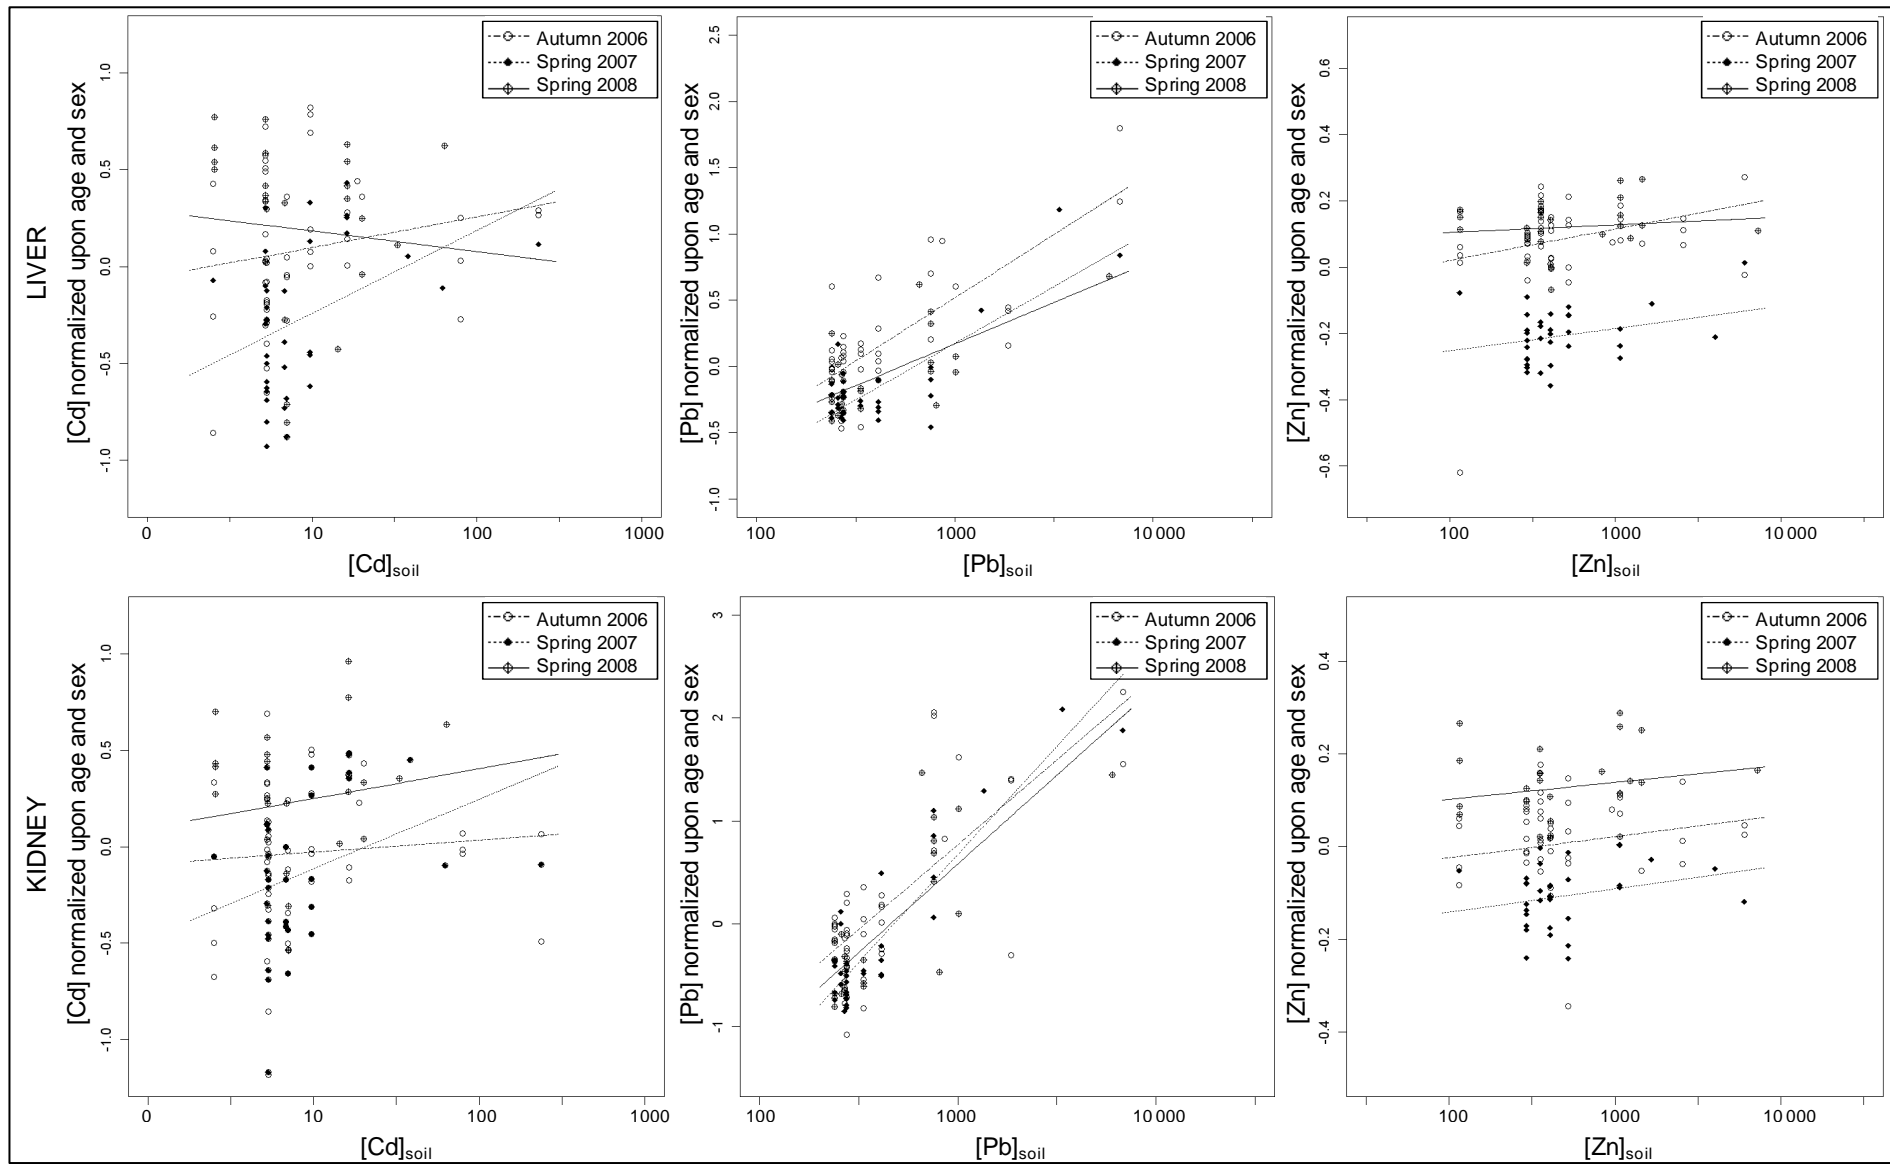 LIVER
[Cd] normalized upon age and sex
1.0
0.5
0.0
-0.5
-1.0
Autumn 2006
Spring 2007
Spring 2008
0 10 100 1000
[Cd]soil
[Pb] normalized upon age and sex
2.5
2.0
1.5
1.0
0.5
0.0
-0.5
-1.0
Autumn 2006
Spring 2007
Spring 2008
100 1000 10 000
[Pb]soil
[Zn] normalized upon age and sex
0.6
0.4
0.2
0.0
-0.2
-0.4
-0.6
Autumn 2006
Spring 2007
Spring 2008
100 1000 10 000
[Zn]soil
KIDNEY
[Cd] normalized upon age and sex
1.0
0.5
0.0
-0.5
-1.0
Autumn 2006
Spring 2007
Spring 2008
0 10 100 1000
[Cd]soil
[Pb] normalized upon age and sex
3
2
1
0
-1
Autumn 2006
Spring 2007
Spring 2008
100 1000 10 000
[Pb]soil
[Zn] normalized upon age and sex
0.4
0.2
0.0
-0.2
-0.4
Autumn 2006
Spring 2007
Spring 2008
100 1000 10 000
[Zn]soil